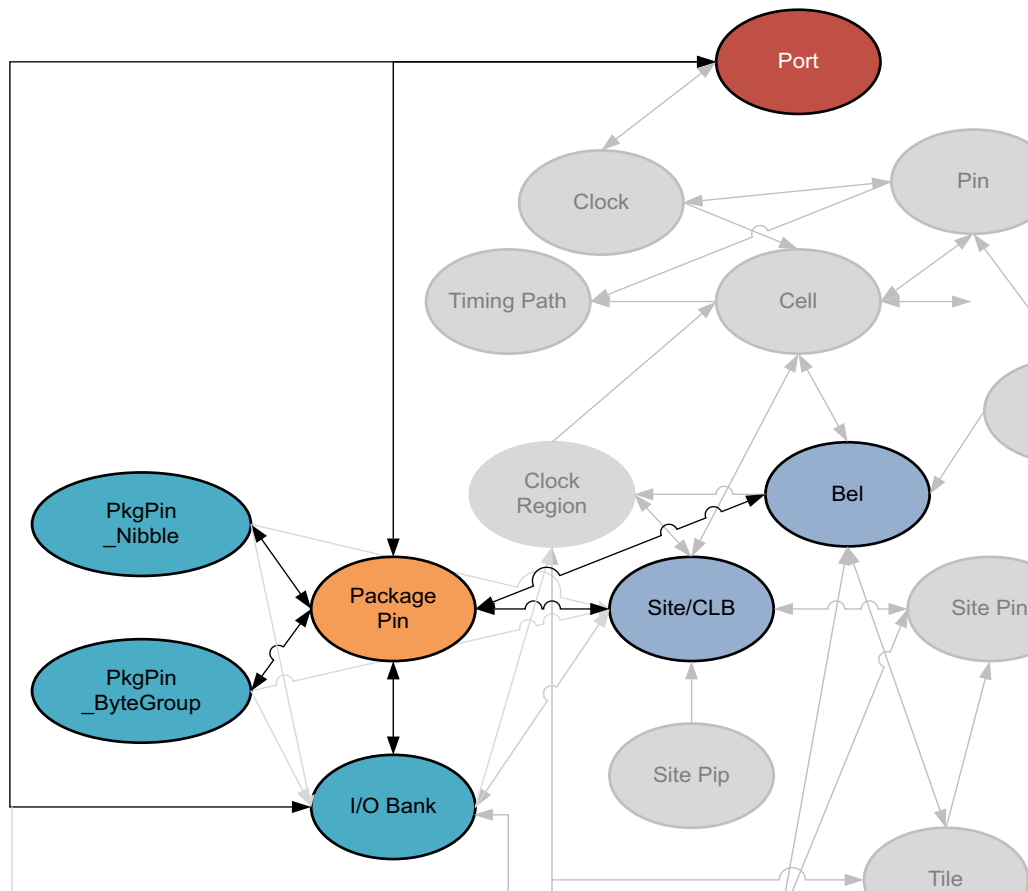 Port
Pin
Clock
Timing Path
Cell
Clock
Region
Bel
PkgPin
_Nibble
Package
Pin
Site/CLB
Site Pin
PkgPin
_ByteGroup
Site Pip
I/O Bank
Tile